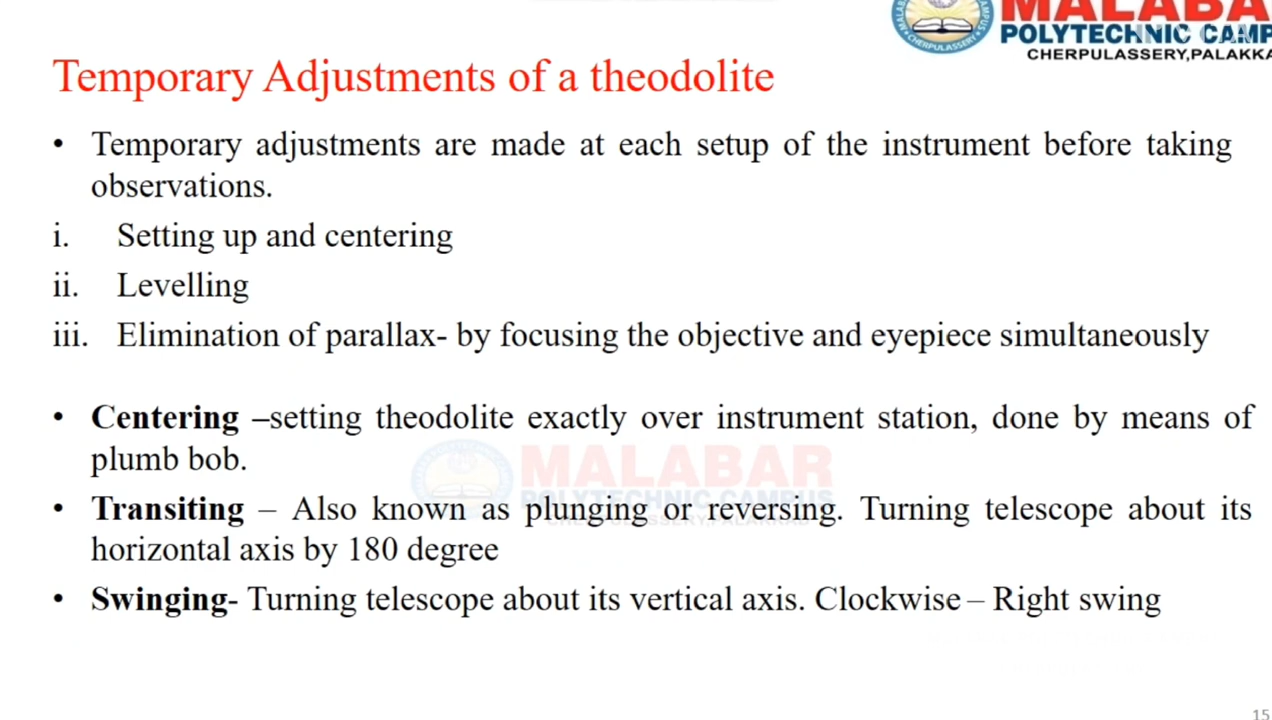 MALABAR
POLYTECHNIC CAMP
CHERPULASSERY,PALAKKA
Temporary Adjustments of a theodolite
• Temporary adjustments are made at each setup of the instrument before taking
observations.
i. Setting up and centering
ii. Levelling
iii. Elimination of parallax- by focusing the objective and eyepiece simultaneously
• Centering –setting theodolite exactly over instrument station, done by means of
plumb bob.
MALABAR
POLYTECHNIC CAMPUS
CHERPULASSERY,PALAKKAD
• Transiting – Also known as plunging or reversing. Turning telescope about its
horizontal axis by 180 degree
• Swinging- Turning telescope about its vertical axis. Clockwise – Right swing
15